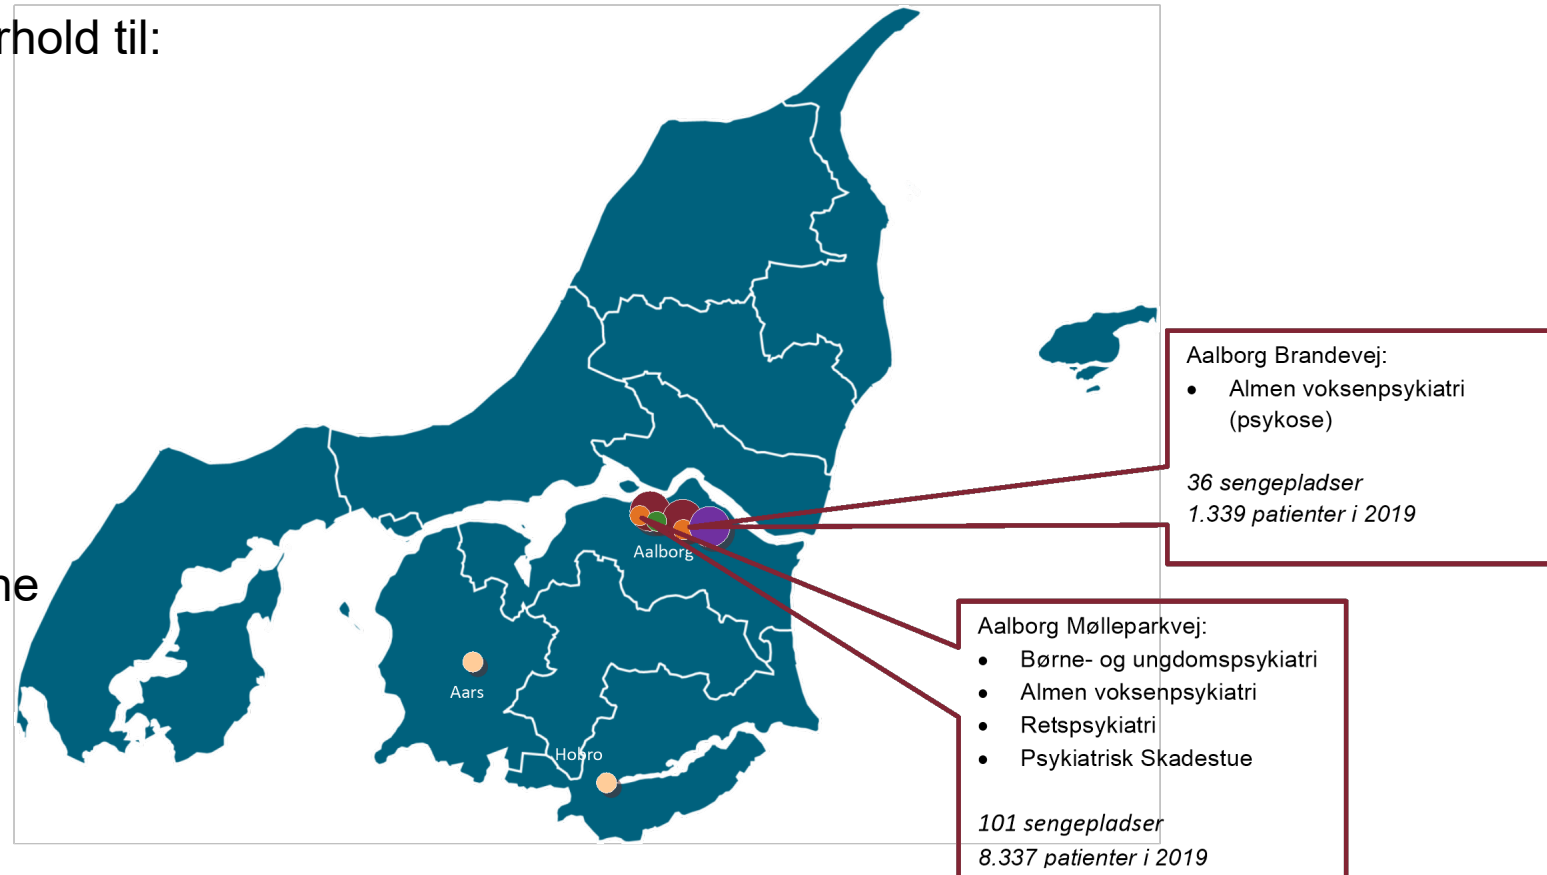 rhold til:
Aalborg Brandevej:
• Almen voksenpsykiatri
(psykose)
36 sengepladser
1.339 patienter i 2019
Aalborg
ne
Aalborg Mølleparkvej:
• Børne- og ungdomspsykiatri
• Almen voksenpsykiatri
• Retspsykiatri
• Psykiatrisk Skadestue
101 sengepladser
8.337 patienter i 2019
Aars
Hobro